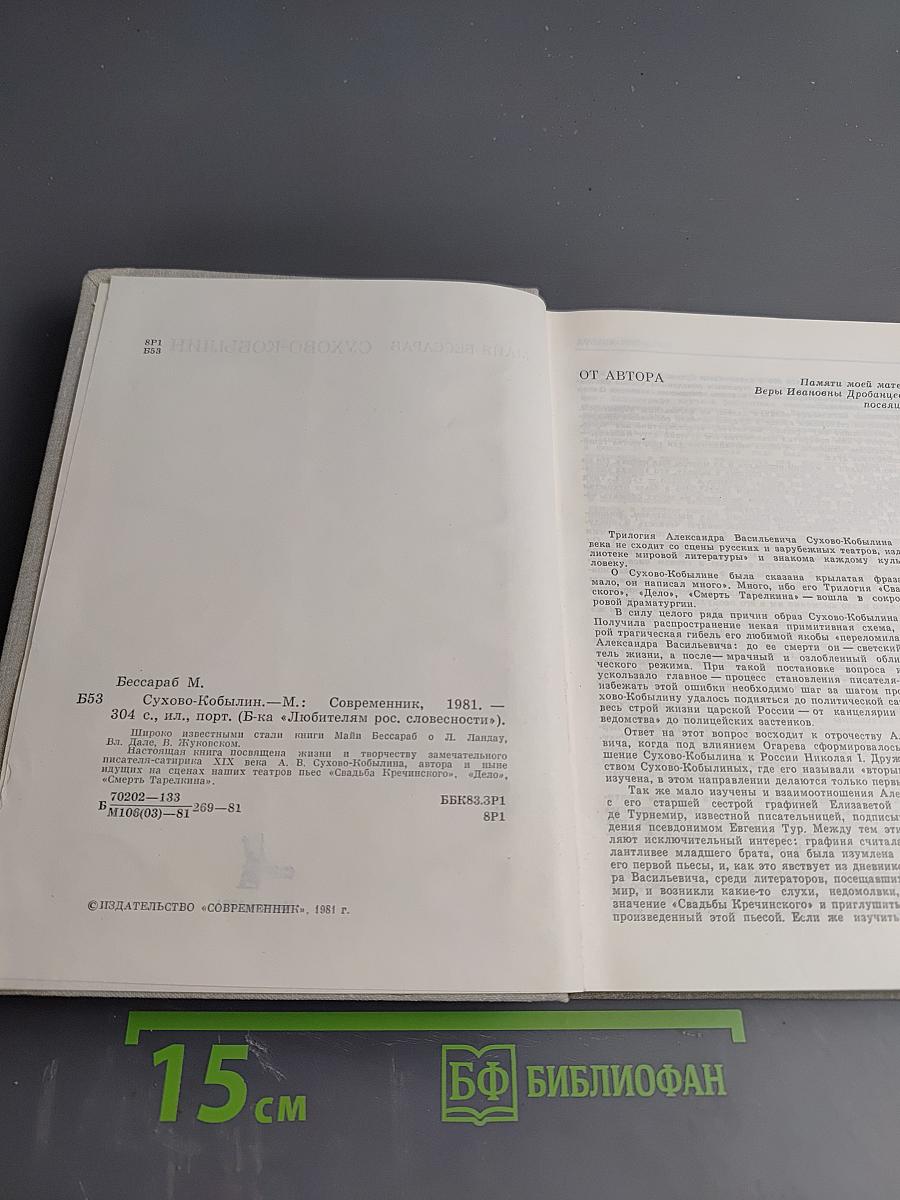 8Р1
Б53
Бессараб М.
Б53 Сухово-Кобылин.—М.: Современник, 1981. —
304 с., ил., порт. (Б-ка «Любителям рос. словесности»).
Широко известными стали книги Майи Бессараб о Л. Ландау,
Вл. Дале, В. Жуковском.
Настоящая книга посвящена жизни и творчеству замечательного
писателя-сатирика XIX века А. В. Сухово-Кобылина, автора и ныне
идущих на сценах наших театров пьес «Свадьба Кречинского», «Дело»,
«Смерть Тарелкина».
Б 70202—133
М106(03)—81 269—81
ББК83.3Р1
8Р1
© ИЗДАТЕЛЬСТВО «СОВРЕМЕННИК», 1981 г.
ОТ АВТОРА
Памяти моей мате
Веры Ивановны Дробанцев
посвящ
Трилогия Александра Васильевича Сухово-Кобылина
века не сходит со сцены русских и зарубежных театров, изд
лиотеке мировой литературы» и знакома каждому куль
ловеку.
О Сухово-Кобылине была сказана крылатая фраз
мало, он написал много». Много, ибо его Трилогия «Сва
ского», «Дело», «Смерть Тарелкина» — вошла в сокро
ровой драматургии.
В силу целого ряда причин образ Сухово-Кобылина
Получила распространение некая примитивная схема,
рой трагическая гибель его любимой якобы «переломила
Александра Васильевича: до ее смерти он — светский
тель жизни, а после — мрачный и озлобленный обли
ческого режима. При такой постановке вопроса и
ускользало главное — процесс становления писателя-
избежать этой ошибки необходимо шаг за шагом про
хово-Кобылину удалось подняться до политической са
весь строй жизни царской России — от канцелярии
ведомства» до полицейских застенков.
Ответ на этот вопрос восходит к отрочеству Ал
вича, когда под влиянием Огарева сформировалось
шение Сухово-Кобылина к России Николая I. Друж
ством Сухово-Кобылиных, где его называли «вторым
изучена, в этом направлении делаются только первы
Так же мало изучены и взаимоотношения Але
с его старшей сестрой графиней Елизаветой
де Турнемир, известной писательницей, подписы
дения псевдонимом Евгения Тур. Между тем эти
ляют исключительный интерес: графиня считала
лантливее младшего брата, она была изумлена
его первой пьесы, и, как это явствует из дневнико
ра Васильевича, среди литераторов, посещавши
мир, и возникли какие-то слухи, недомолвки,
значение «Свадьбы Кречинского» и приглушить
произведенный этой пьесой. Если же изучить
15 см
БФ БИБЛИОФАН